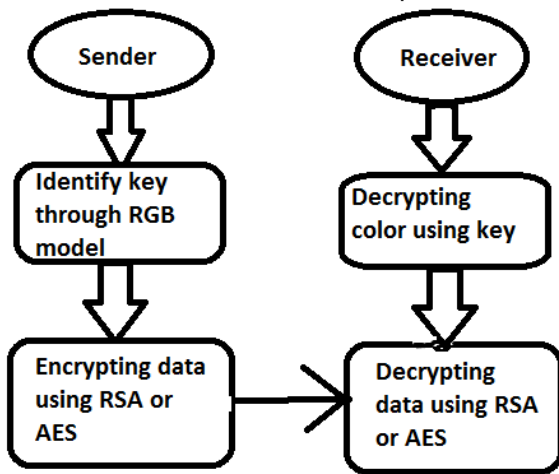 Sender
Identify key
through RGB
model
Encrypting data
using RSA or
AES
Receiver
Decrypting
color using key
Decrypting
data using RSA
or AES